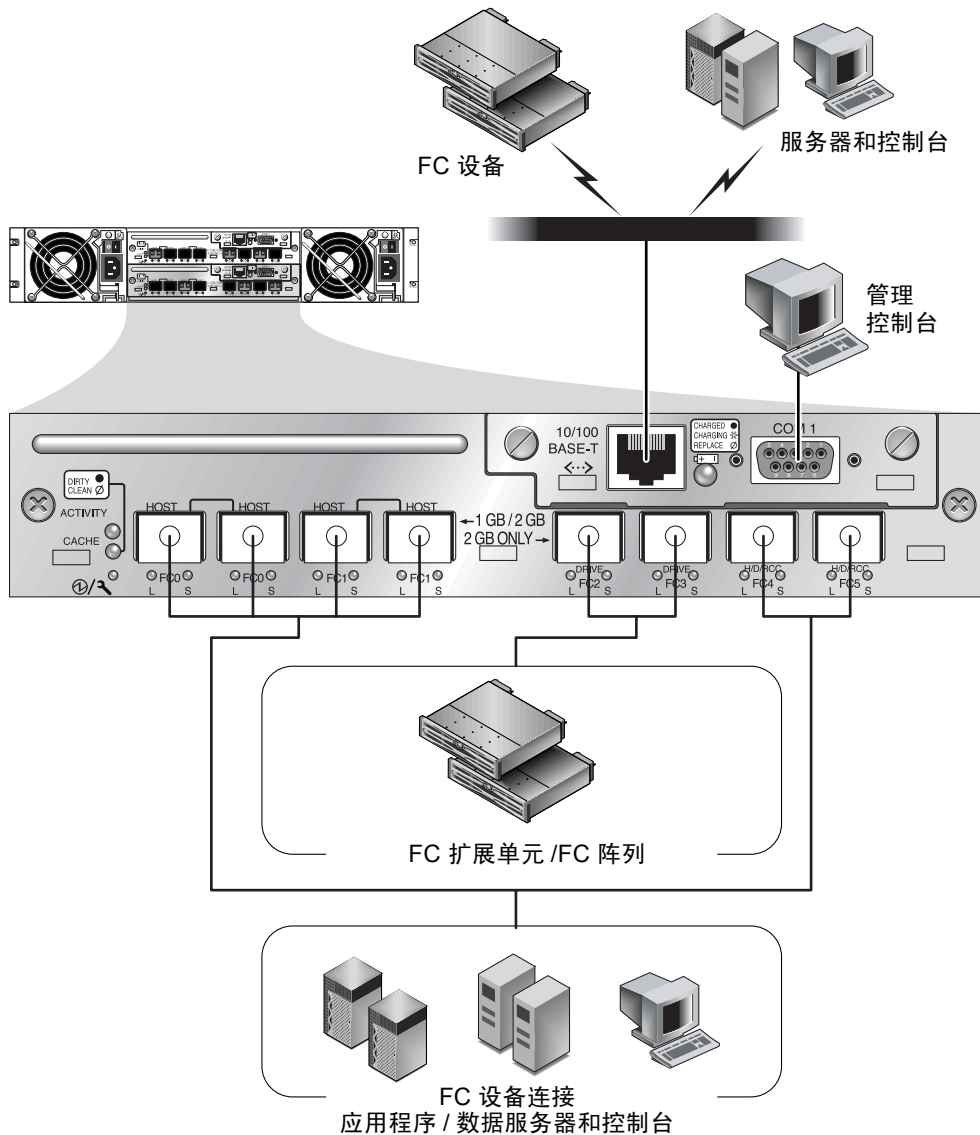 FC 设备
服务器和控制台
管理
控制台
10/100
BASE-T
<···>
CHARGED ●
CHARGING
REPLACE Ø
COM 1
DIRTY ●
CLEAN Ø
ACTIVITY
CACHE
HOST HOST HOST HOST
←1 GB / 2 GB
2 GB ONLY→
FC0 FC0 FC1 FC1
L S L S
DRIVE DRIVE H/D/RCC H/D/RCC
FC2 FC3 FC4 FC5
L S L S
FC 扩展单元 /FC 阵列
FC 设备连接
应用程序 / 数据服务器和控制台